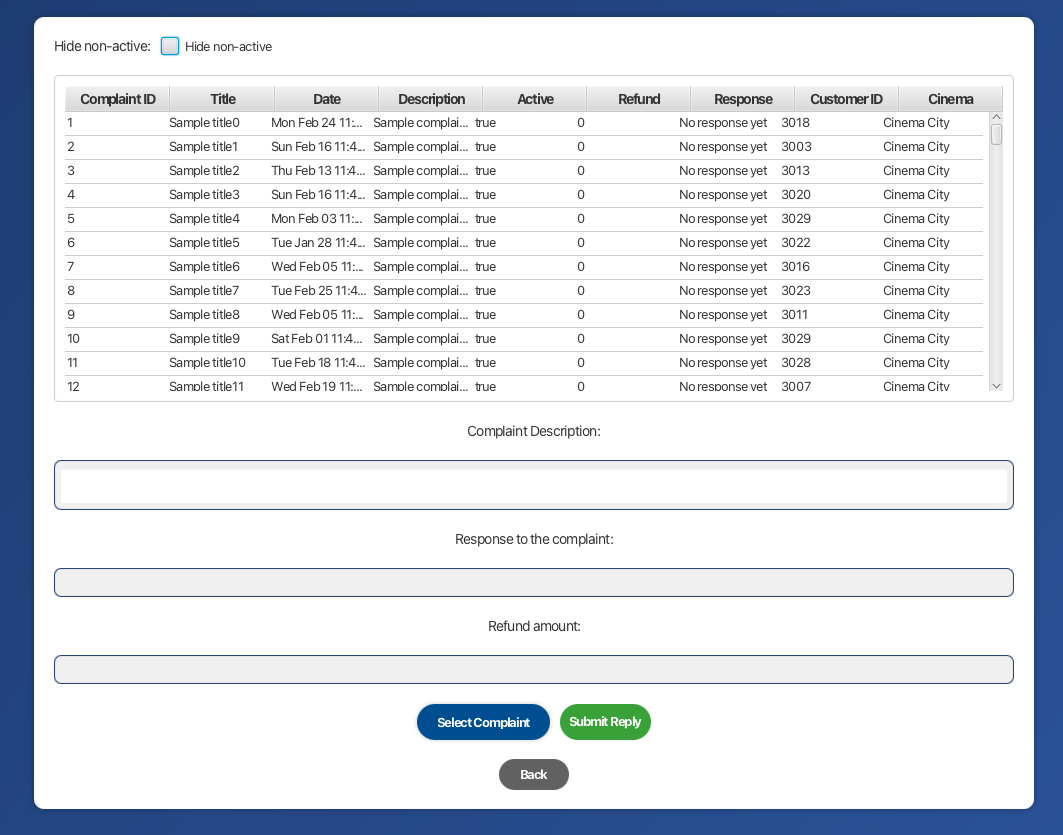 Hide non-active: Hide non-active
Complaint ID Title Date Description Active Refund Response Customer ID Cinema
1 Sample title0 Mon Feb 24 11:... Sample complai... true 0 No response yet 3018 Cinema City
2 Sample title1 Sun Feb 16 11:4... Sample complai... true 0 No response yet 3003 Cinema City
3 Sample title2 Thu Feb 13 11:4... Sample complai... true 0 No response yet 3013 Cinema City
4 Sample title3 Sun Feb 16 11:4... Sample complai... true 0 No response yet 3020 Cinema City
5 Sample title4 Mon Feb 03 11:... Sample complai... true 0 No response yet 3029 Cinema City
6 Sample title5 Tue Jan 28 11:4... Sample complai... true 0 No response yet 3022 Cinema City
7 Sample title6 Wed Feb 05 11:... Sample complai... true 0 No response yet 3016 Cinema City
8 Sample title7 Tue Feb 25 11:4... Sample complai... true 0 No response yet 3023 Cinema City
9 Sample title8 Wed Feb 05 11:... Sample complai... true 0 No response yet 3011 Cinema City
10 Sample title9 Sat Feb 01 11:4... Sample complai... true 0 No response yet 3029 Cinema City
11 Sample title10 Tue Feb 18 11:4... Sample complai... true 0 No response yet 3028 Cinema City
12 Sample title11 Wed Feb 19 11:... Sample complai... true 0 No response yet 3007 Cinema City
Complaint Description:
Response to the complaint:
Refund amount:
Select Complaint Submit Reply
Back